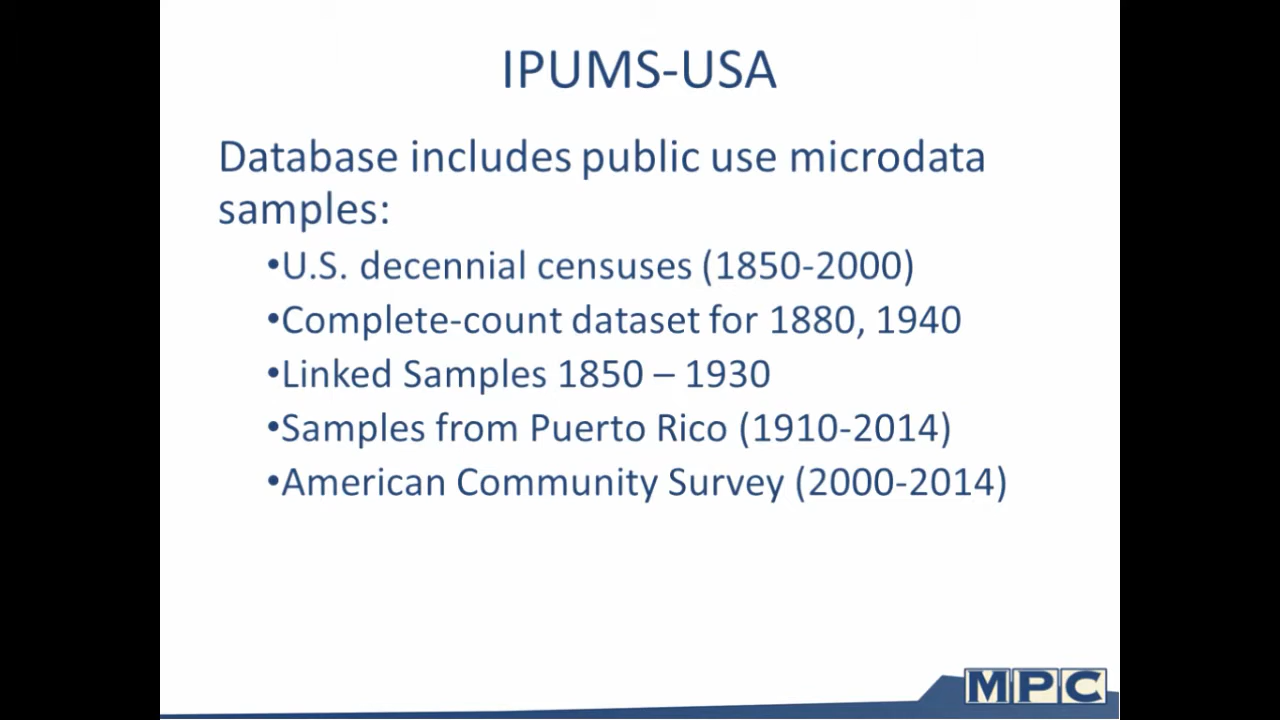 IPUMS-USA
Database includes public use microdata
samples:
•U.S. decennial censuses (1850-2000)
•Complete-count dataset for 1880, 1940
•Linked Samples 1850 – 1930
•Samples from Puerto Rico (1910-2014)
•American Community Survey (2000-2014)
MPC